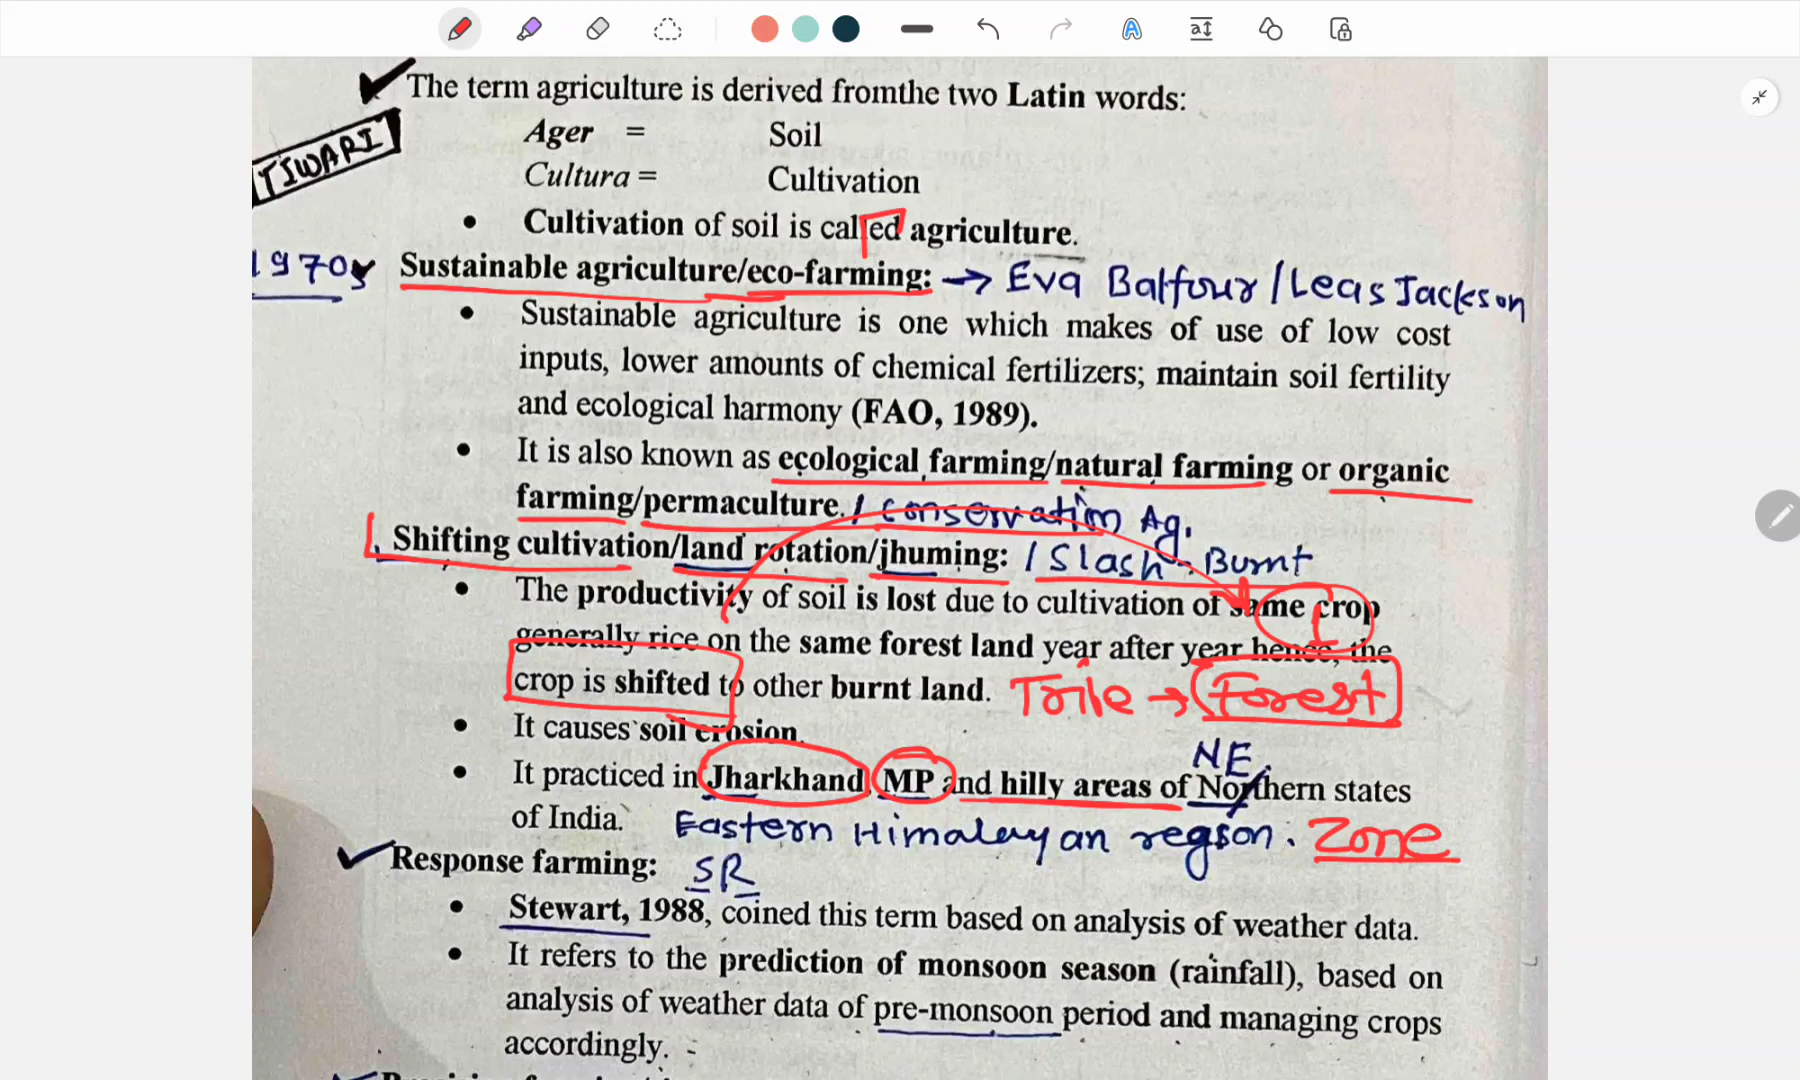 The term agriculture is derived fromthe two Latin words:
TIWARI
Ager = Soil
Cultura = Cultivation
• Cultivation of soil is called agriculture.
1970s Sustainable agriculture/eco-farming: → Eva Balfour/Leas Jackson
• Sustainable agriculture is one which makes of use of low cost
inputs, lower amounts of chemical fertilizers; maintain soil fertility
and ecological harmony (FAO, 1989).
• It is also known as ecological farming/natural farming or organic
farming/permaculture. / Conservation Ag.
Shifting cultivation/land rotation/jhuming: / Slash - Burnt
• The productivity of soil is lost due to cultivation of same crop
generally rice on the same forest land year after year hence, the
crop is shifted to other burnt land. → Forest
• It causes soil erosion.
NE.
• It practiced in Jharkhand MP and hilly areas of Northern states
of India. Eastern Himalayan region. Zone
Response farming: SR
• Stewart, 1988, coined this term based on analysis of weather data.
• It refers to the prediction of monsoon season (rainfall), based on
analysis of weather data of pre-monsoon period and managing crops
accordingly. -